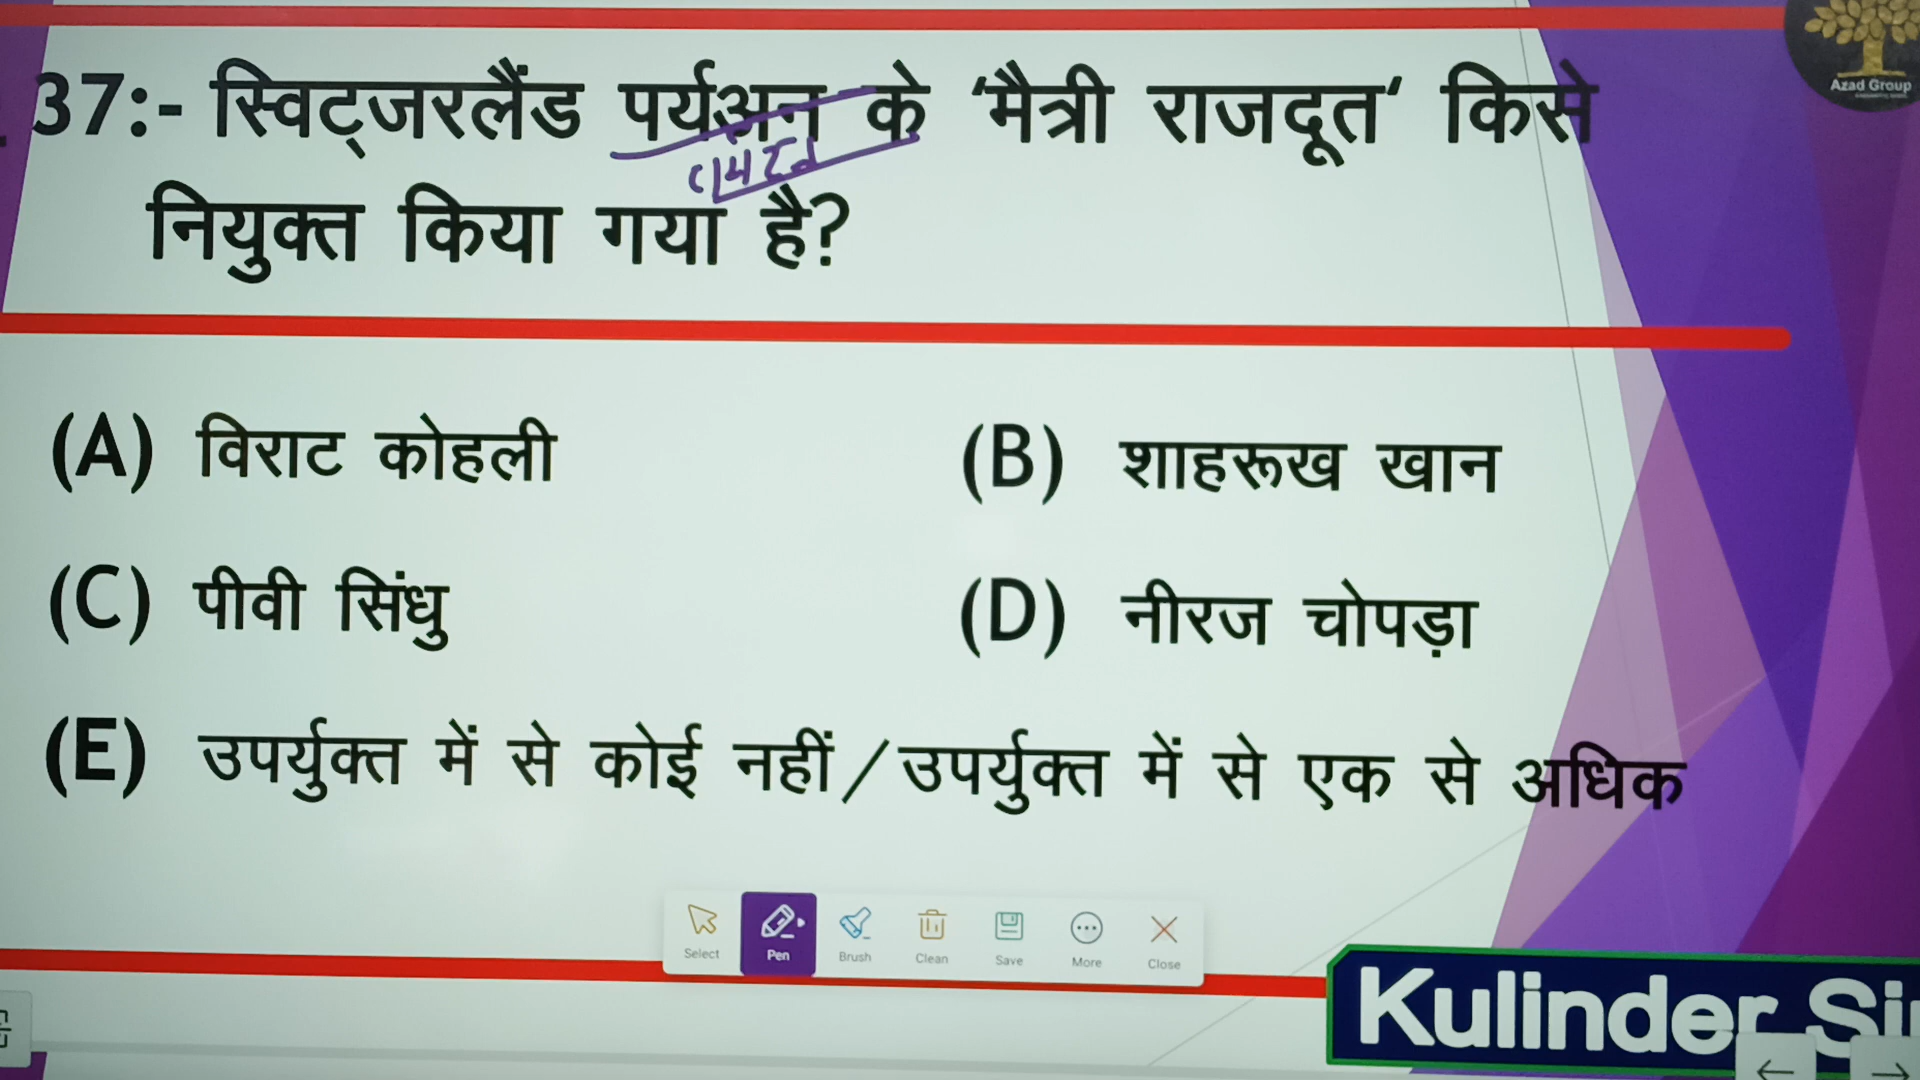 37:- स्विट्जरलैंड पर्यअन के ‘मैत्री राजदूत‘ किसे
नियुक्त किया गया है?
(A) विराट कोहली
(B) शाहरूख खान
(C) पीवी सिंधु
(D) नीरज चोपड़ा
(E) उपर्युक्त में से कोई नहीं/उपर्युक्त में से एक से अधिक
Azad Group
Select Pen Brush Clean Save More Close
Kulinder